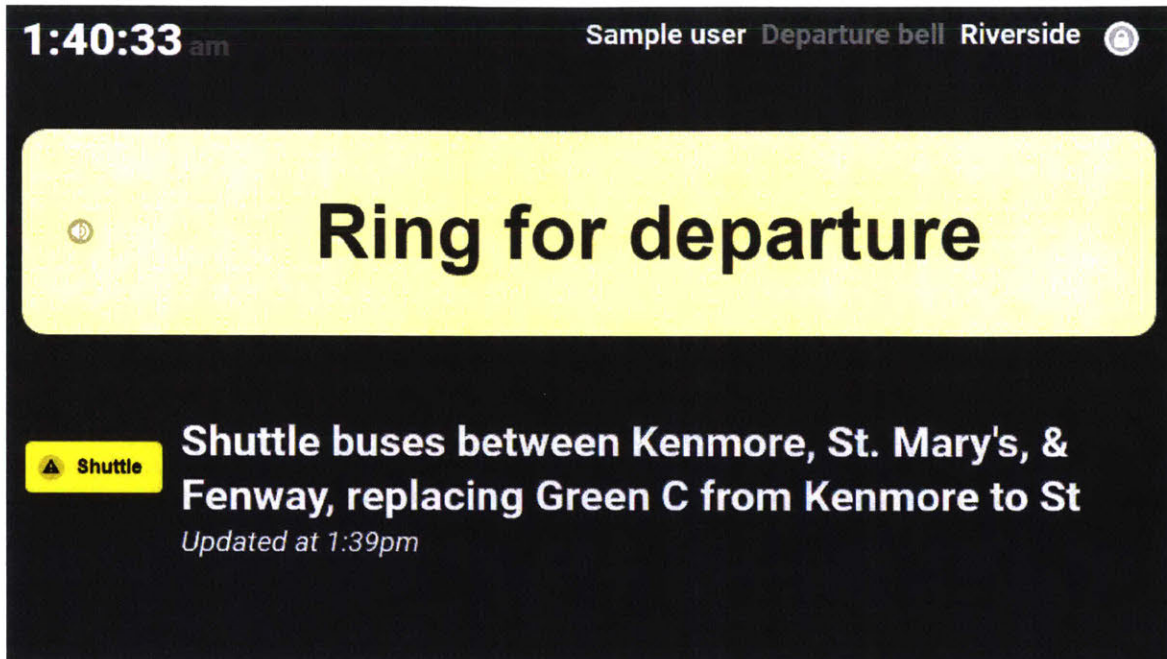 1:40:33 am
Sample user Departure bell Riverside
Ring for departure
Shuttle
Shuttle buses between Kenmore, St. Mary's, &
Fenway, replacing Green C from Kenmore to St
Updated at 1:39pm